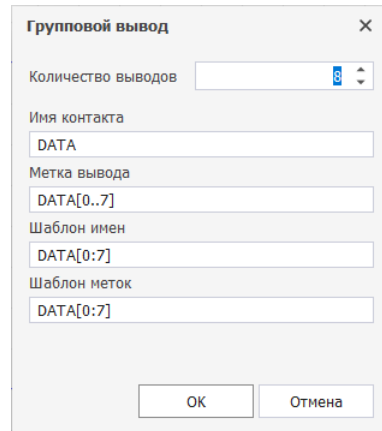 Групповой вывод
Количество выводов 8
Имя контакта
DATA
Метка вывода
DATA[0..7]
Шаблон имен
DATA[0:7]
Шаблон меток
DATA[0:7]
ОК Отмена